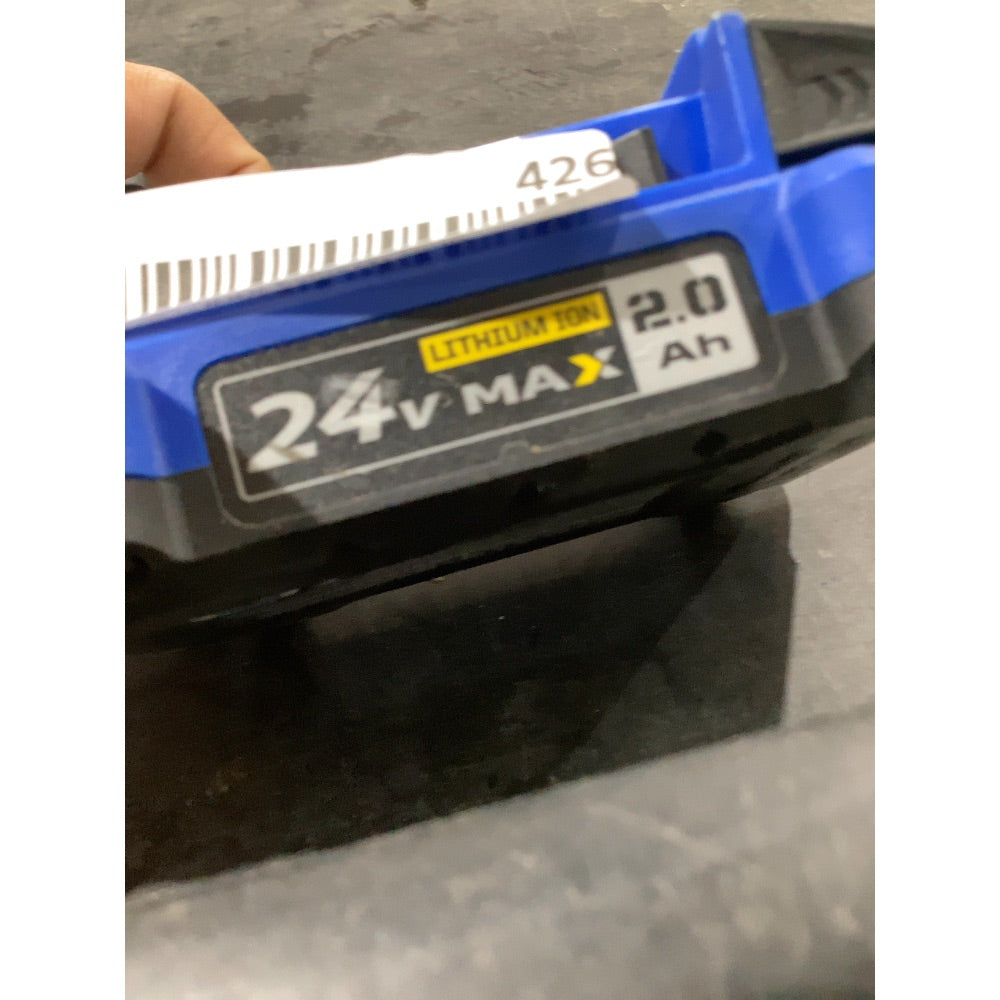 426
LITHIUM ION
24V MAX
2.0
Ah